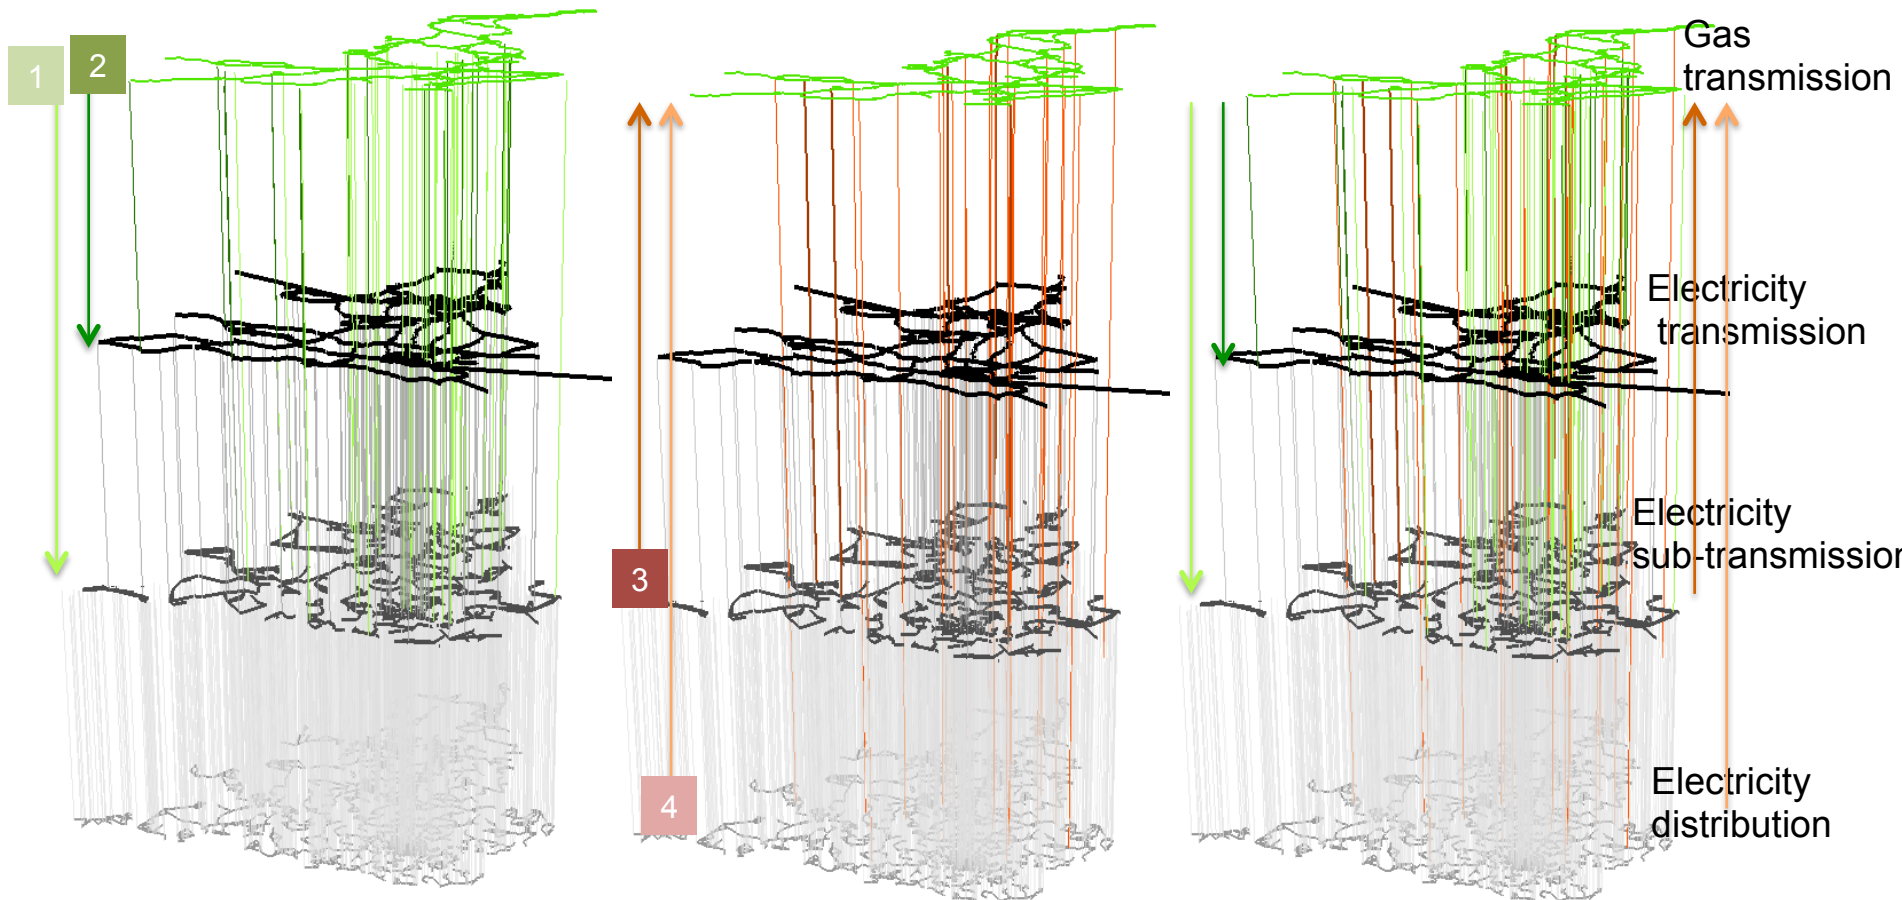 1
2
3
4
Gas
transmission
Electricity
transmission
Electricity
sub-transmission
Electricity
distribution